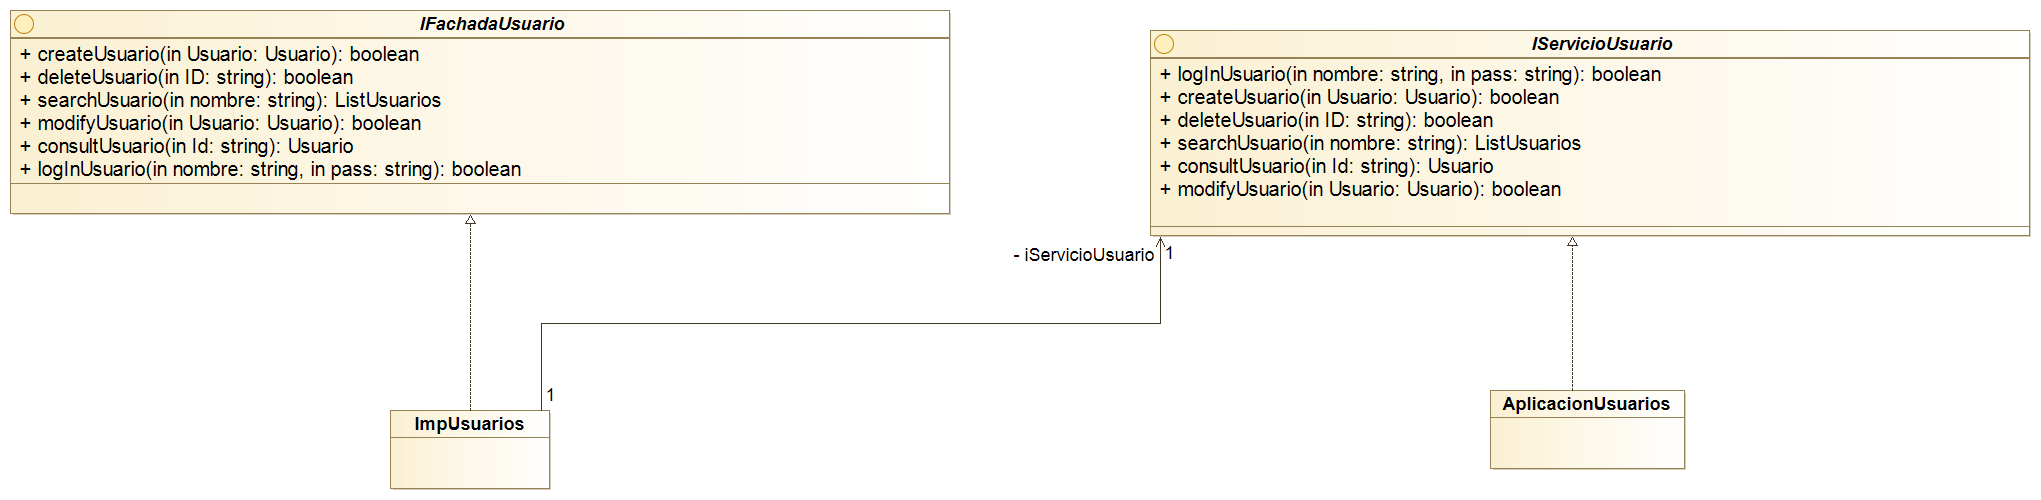 IFachadaUsuario
+ createUsuario(in Usuario: Usuario): boolean
+ deleteUsuario(in ID: string): boolean
+ searchUsuario(in nombre: string): ListUsuarios
+ modifyUsuario(in Usuario: Usuario): boolean
+ consultUsuario(in Id: string): Usuario
+ logInUsuario(in nombre: string, in pass: string): boolean
IServicioUsuario
+ logInUsuario(in nombre: string, in pass: string): boolean
+ createUsuario(in Usuario: Usuario): boolean
+ deleteUsuario(in ID: string): boolean
+ searchUsuario(in nombre: string): ListUsuarios
+ consultUsuario(in Id: string): Usuario
+ modifyUsuario(in Usuario: Usuario): boolean
- iServicioUsuario
1
1
ImpUsuarios
AplicacionUsuarios